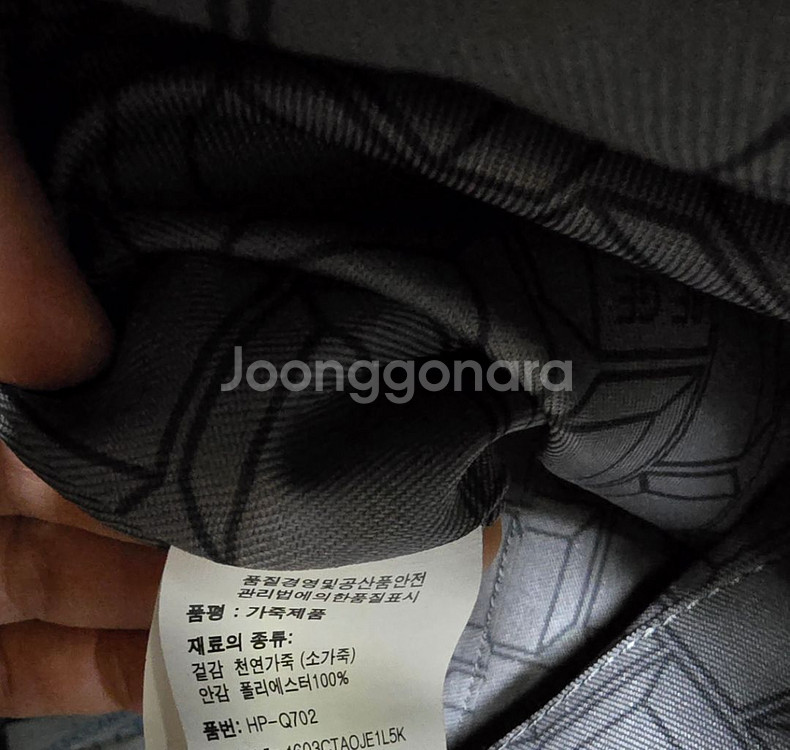 Joonggonara
품질경영및공산품안전
관리법에의한품질표시
품평 : 가죽제품
재료의 종류:
겉감 천연가죽 (소가죽)
안감 폴리에스터100%
품번: HP-Q702
1603CTAOJE1L5K